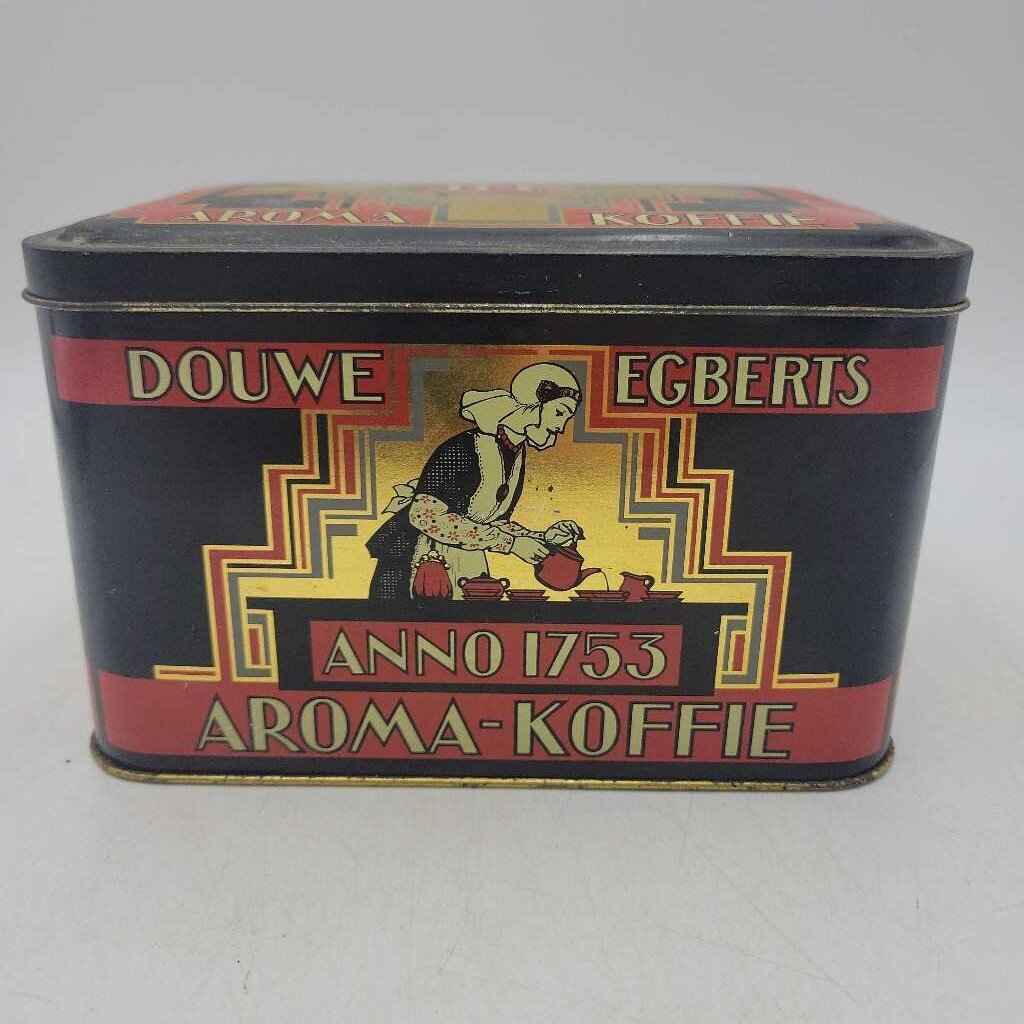 AROMA KOFFIE
DOUWE EGBERTS
ANNO 1753
AROMA-KOFFIE